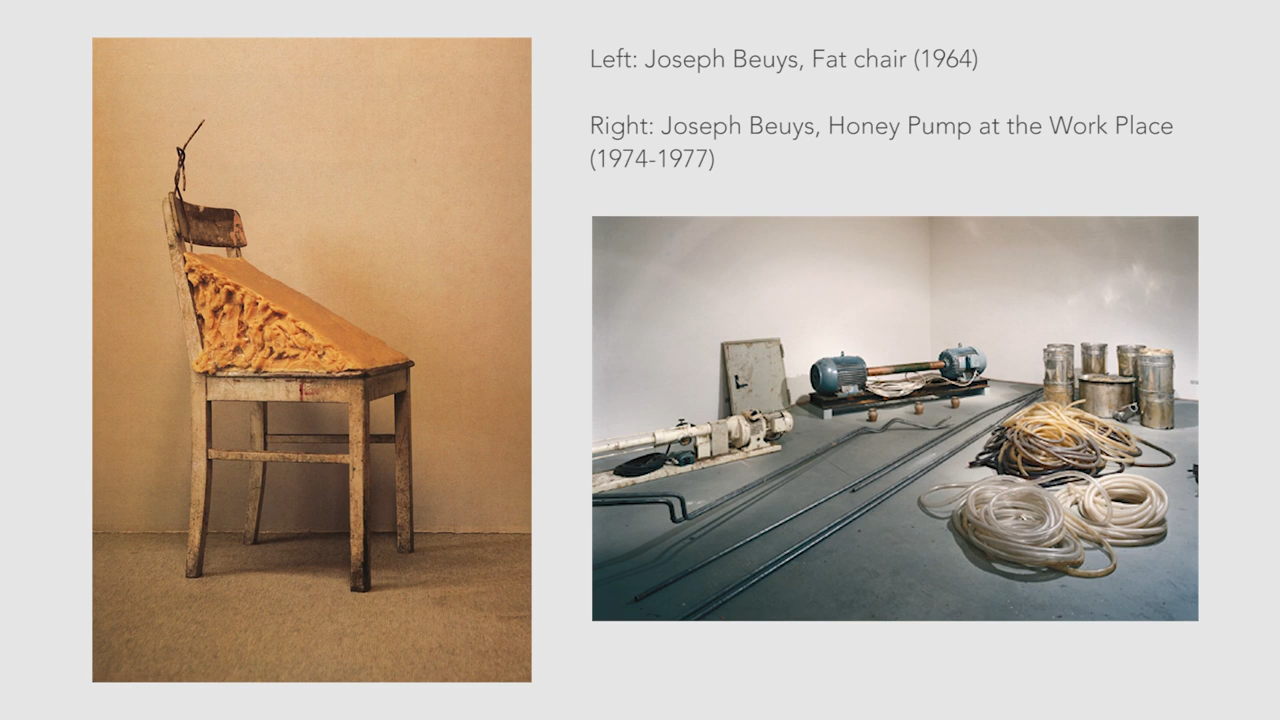 Left: Joseph Beuys, Fat chair (1964)
Right: Joseph Beuys, Honey Pump at the Work Place
(1974-1977)